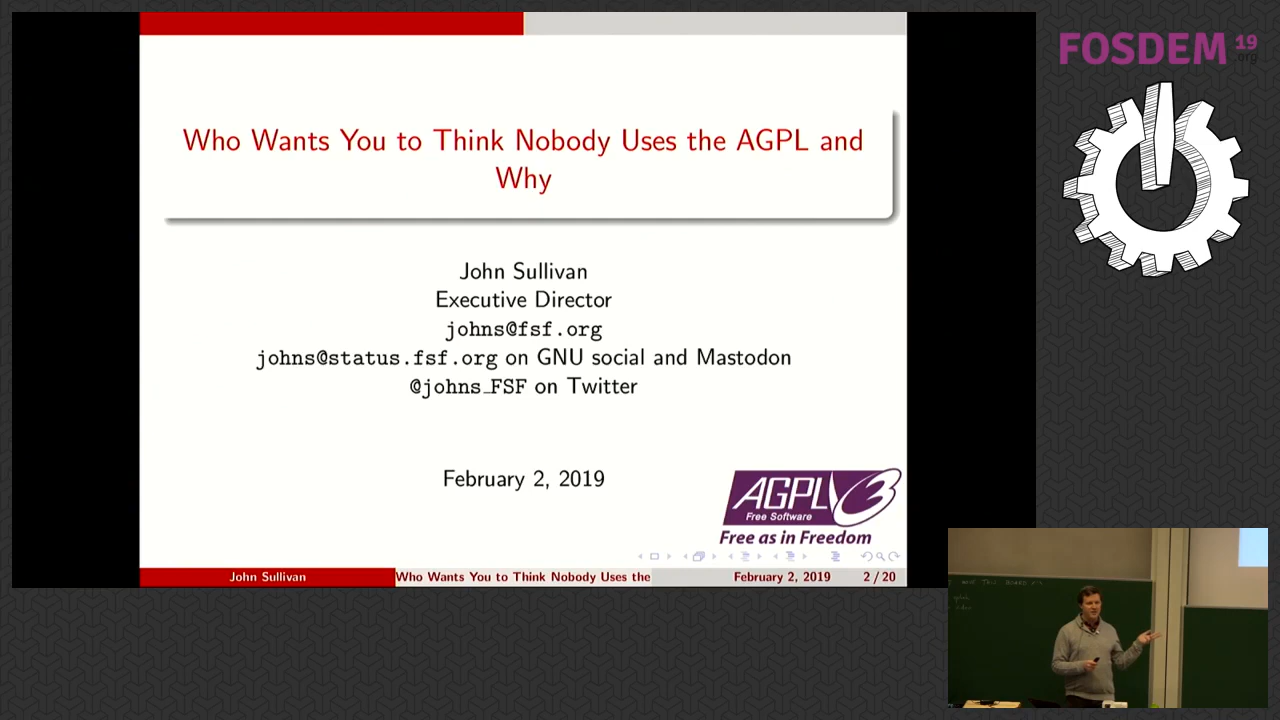 FOSDEM 19
.org
Who Wants You to Think Nobody Uses the AGPL and
Why
John Sullivan
Executive Director
johns@fsf.org
johns@status.fsf.org on GNU social and Mastodon
@johns_FSF on Twitter
February 2, 2019
AGPLv3
Free Software
Free as in Freedom
John Sullivan
Who Wants You to Think Nobody Uses the
February 2, 2019
2 / 20